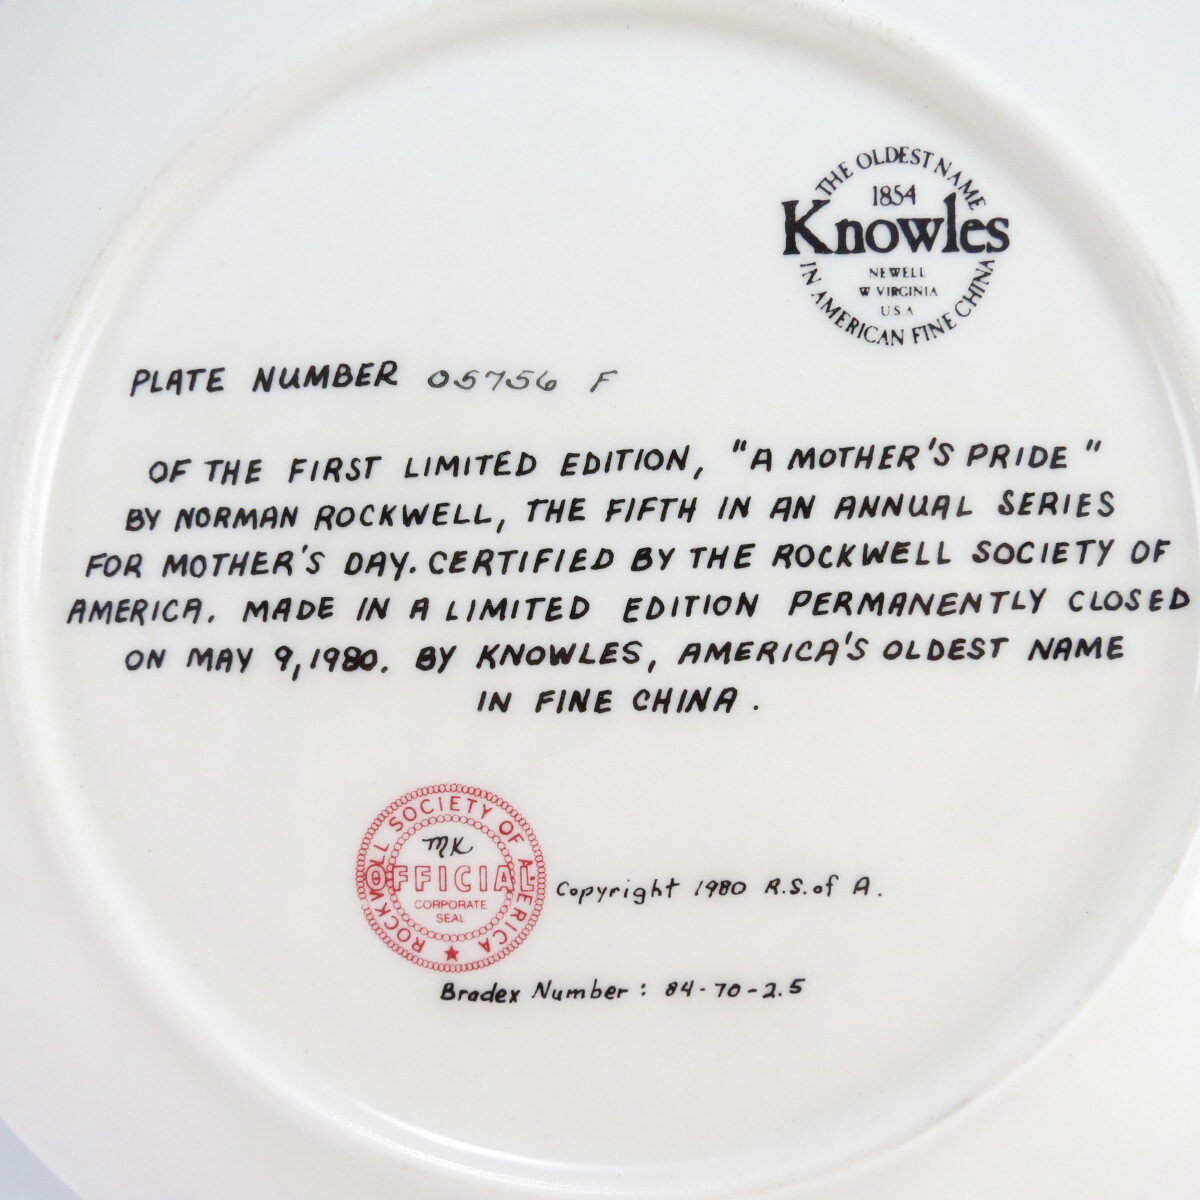 THE OLDEST NAME
1854
Knowles
NEWELL
W VIRGINIA
U.S.A
IN AMERICAN FINE CHINA
PLATE NUMBER 05756 F
OF THE FIRST LIMITED EDITION, "A MOTHER'S PRIDE"
BY NORMAN ROCKWELL, THE FIFTH IN AN ANNUAL SERIES
FOR MOTHER'S DAY. CERTIFIED BY THE ROCKWELL SOCIETY OF
AMERICA. MADE IN A LIMITED EDITION PERMANENTLY CLOSED
ON MAY 9, 1980. BY KNOWLES, AMERICA'S OLDEST NAME
IN FINE CHINA.
ROCKWELL SOCIETY OF AMERICA
MK
OFFICIAL
CORPORATE
SEAL
Copyright 1980 R.S. of A.
Bradex Number: 84-70-2.5